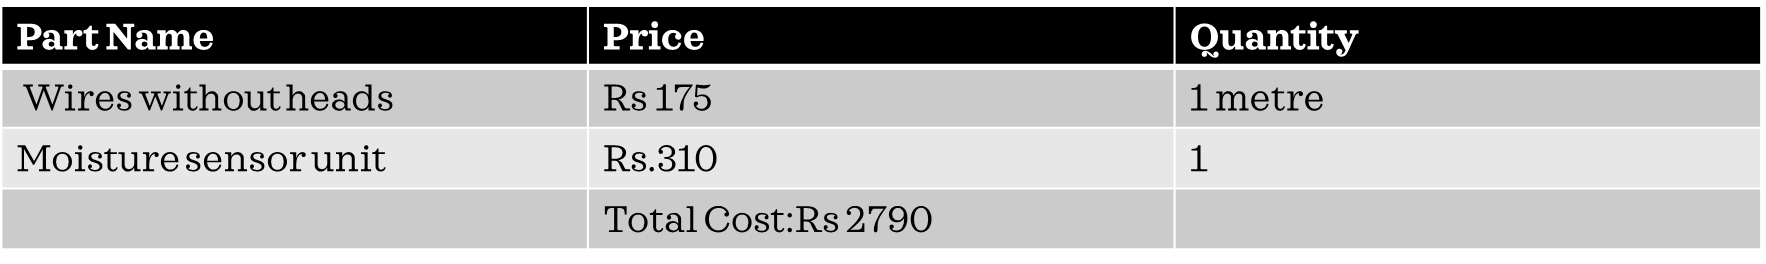 Part Name Price Quantity
Wires without heads Rs 175 1 metre
Moisture sensor unit Rs.310 1
Total Cost:Rs 2790